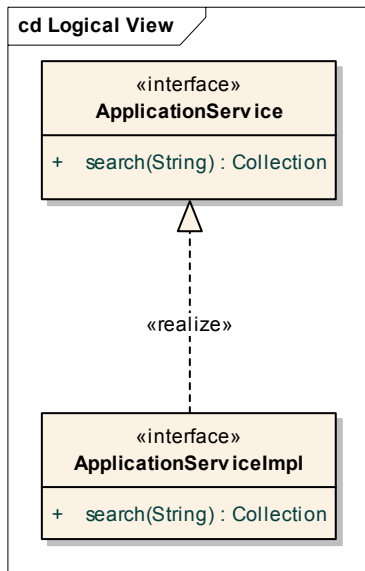 cd Logical View
«interface»
ApplicationService
+ search(String) : Collection
«realize»
«interface»
ApplicationServiceImpl
+ search(String) : Collection